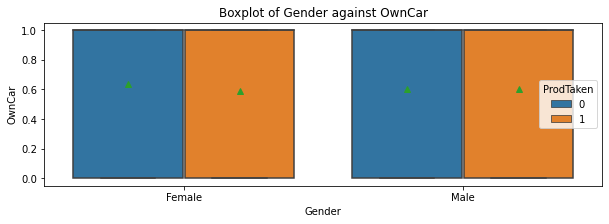 Boxplot of Gender against OwnCar
OwnCar
1.0
0.8
0.6
0.4
0.2
0.0
ProdTaken
0
1
Female
Male
Gender